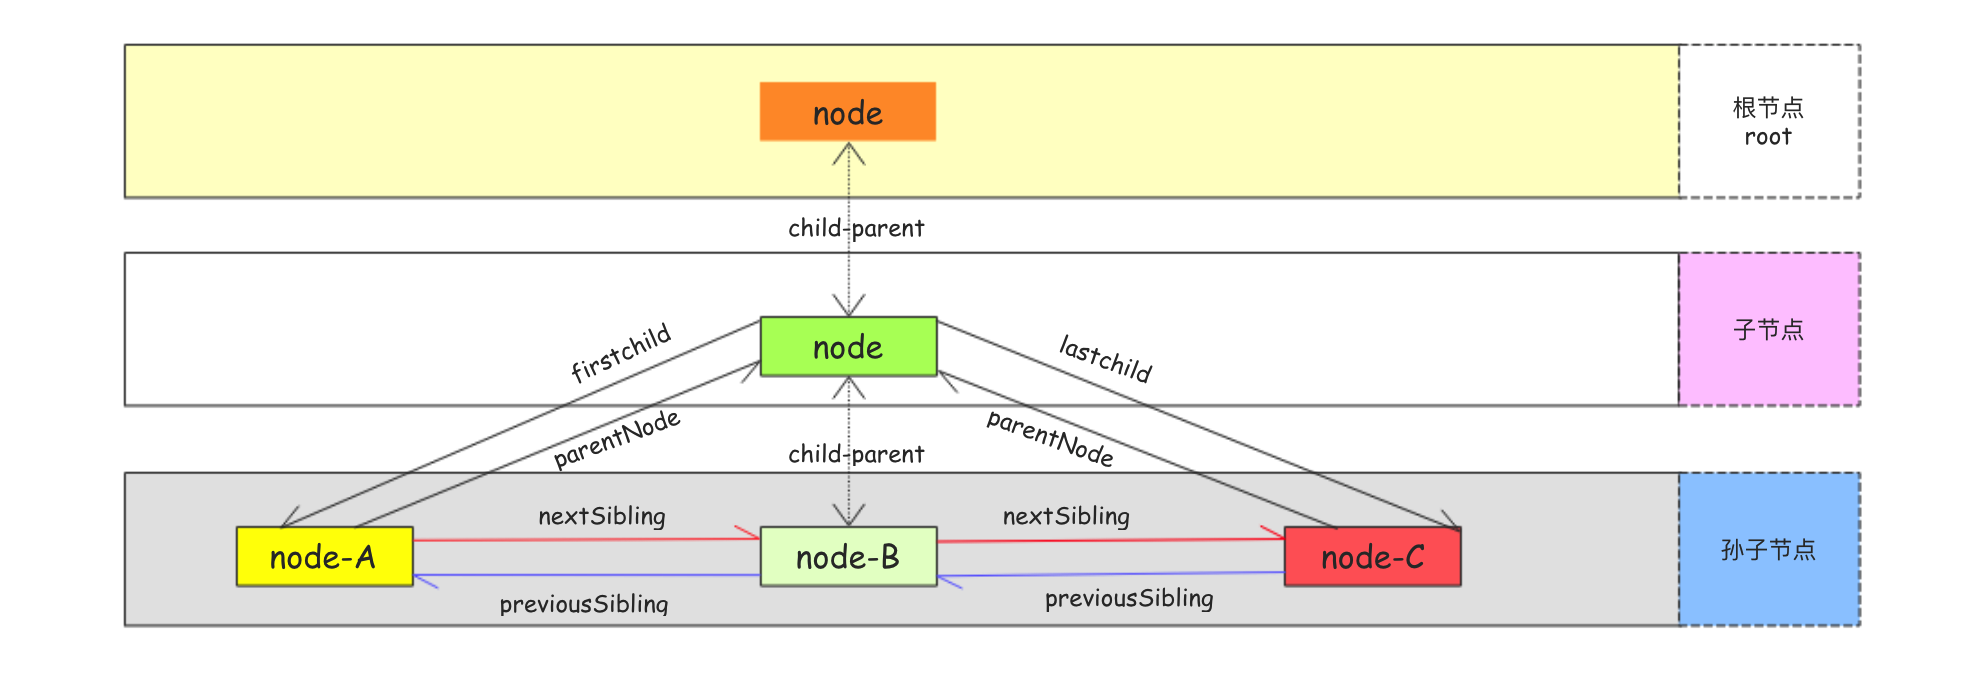 node
根节点
root
child-parent
node
子节点
firstchild
lastchild
parentNode
parentNode
child-parent
nextSibling
nextSibling
node-A
node-B
node-C
孙子节点
previousSibling
previousSibling